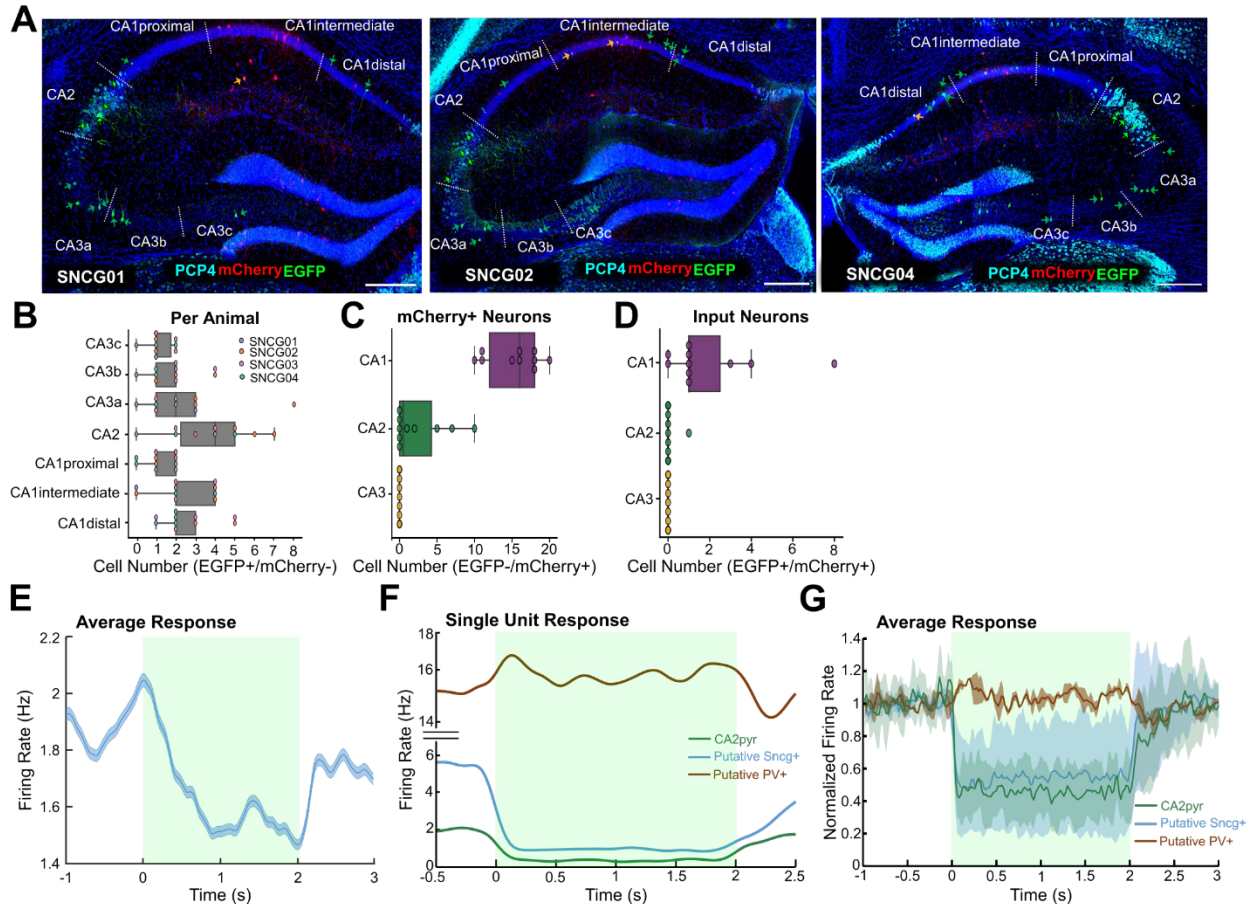 A
CA1proximal
CA1intermediate
CA1distal
CA2
CA3a
CA3b
CA3c
SNCG01
PCP4 mCherry EGFP
CA1intermediate
CA1proximal
CA1distal
CA2
CA3a
CA3b
CA3c
SNCG02
PCP4 mCherry EGFP
CA1intermediate
CA1proximal
CA1distal
CA2
CA3a
CA3b
CA3c
SNCG04
PCP4 mCherry EGFP
B
Per Animal
CA3c
CA3b
CA3a
CA2
CA1proximal
CA1intermediate
CA1distal
SNCG01
SNCG02
SNCG03
SNCG04
0 1 2 3 4 5 6 7 8
Cell Number (EGFP+/mCherry-)
C
mCherry+ Neurons
CA1
CA2
CA3
0 5 10 15 20
Cell Number (EGFP-/mCherry+)
D
Input Neurons
CA1
CA2
CA3
0 2 4 6 8
Cell Number (EGFP+/mCherry+)
E
Average Response
Firing Rate (Hz)
2.2
2
1.8
1.6
1.4
-1 0 1 2 3
Time (s)
F
Single Unit Response
Firing Rate (Hz)
18
16
14
6
4
2
0
CA2pyr
Putative Sncg+
Putative PV+
-0.5 0 0.5 1 1.5 2 2.5
Time (s)
G
Average Response
Normalized Firing Rate
1.4
1.2
1
0.8
0.6
0.4
0.2
0
CA2pyr
Putative Sncg+
Putative PV+
-1 -0.5 0 0.5 1 1.5 2 2.5 3
Time (s)